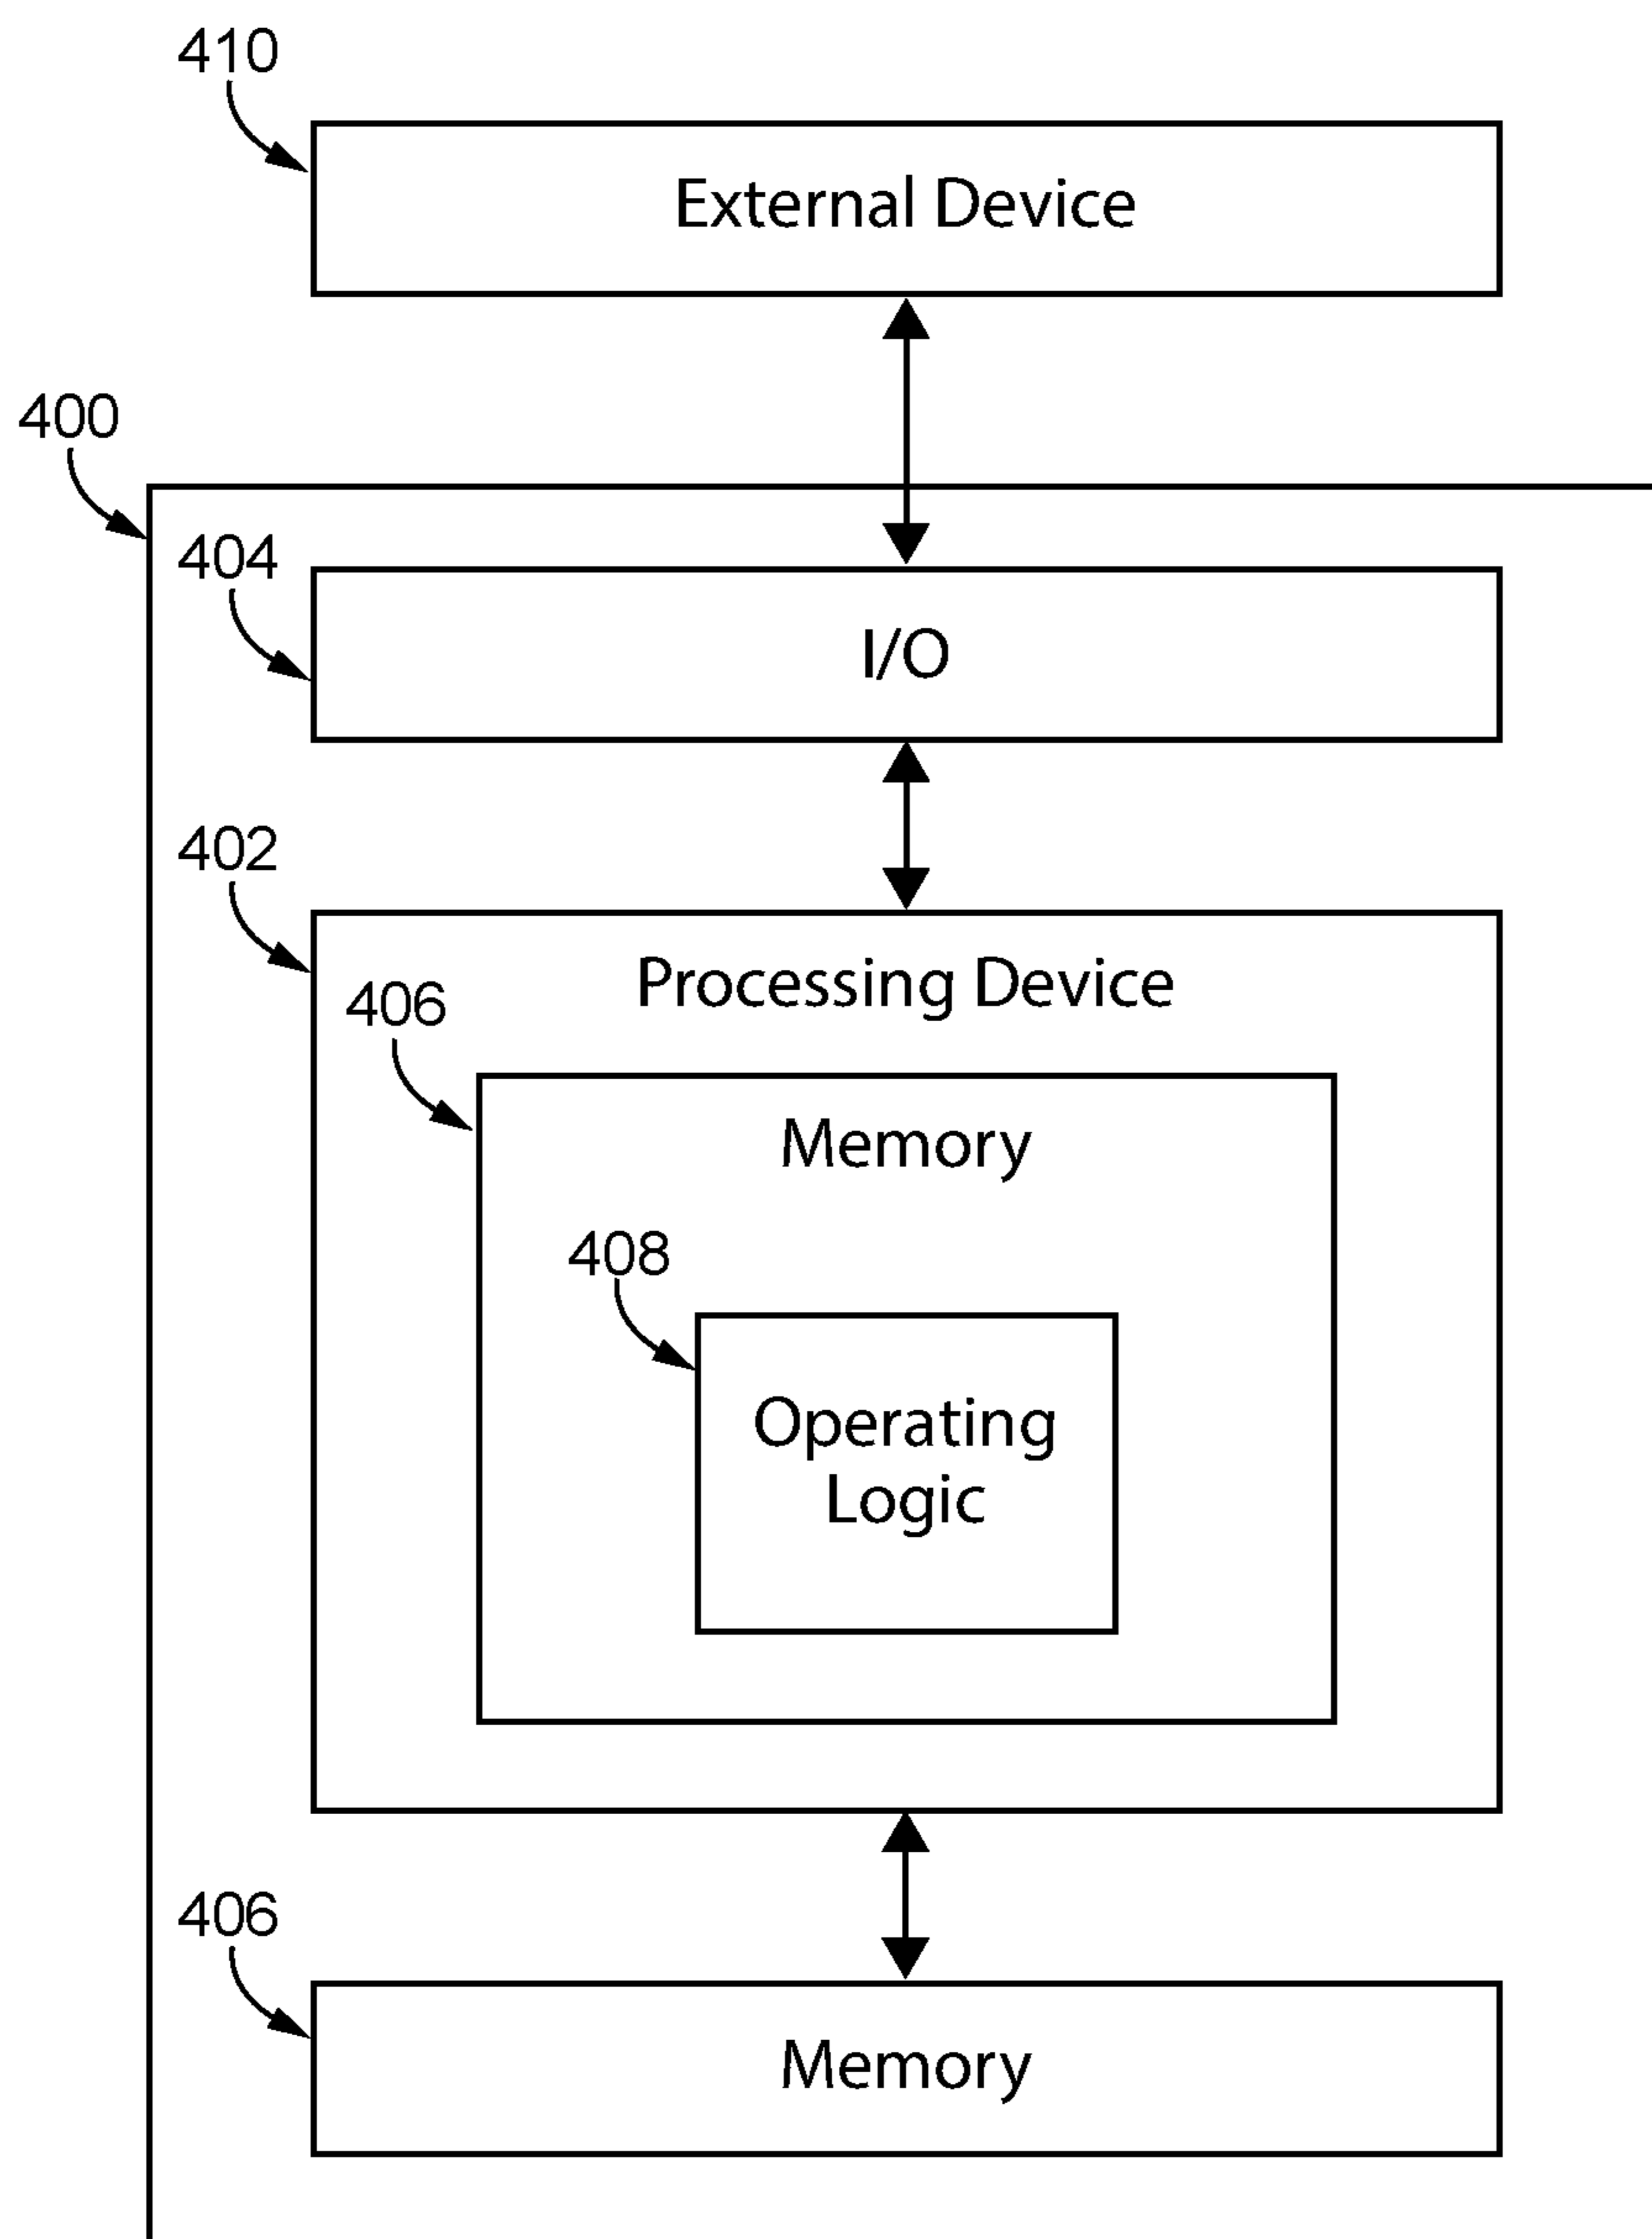 410
External Device
400
404
I/O
402
Processing Device
406
Memory
408
Operating
Logic
406
Memory